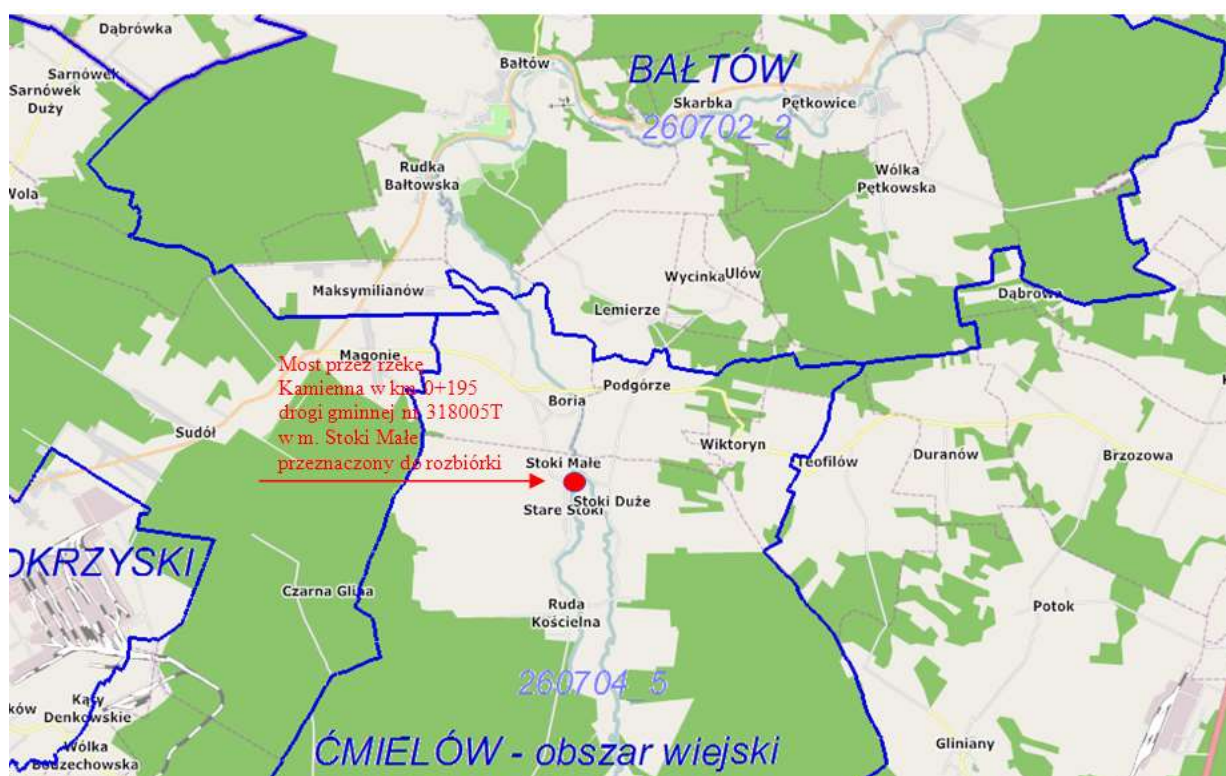 Dąbrówka
Sarnówek
Sarnówek
Duży
Bałtów
BAŁTÓW
Skarbka
Pętkowice
260702_2
Rudka
Bałtowska
Wólka
Pętkowska
Wola
Wycinka
Ulów
Maksymilianów
Dąbrowa
Lemierze
Magonie
Most przez rzekę
Kamienna w km 0+195
drogi gminnej nr 318005T
w m. Stoki Małe
przeznaczony do rozbiórki
Podgórze
Boria
Sudół
Wiktoryn
Teofilów
Duranów
Brzozowa
Stoki Małe
Stoki Duże
Stare Stoki
OKRZYSKI
Czarna Glina
Ruda
Kościelna
Potok
260704_5
Kąty
Denkowskie
ków
Wólka
Bodzechowska
ĆMIELÓW - obszar wiejski
Gliniany